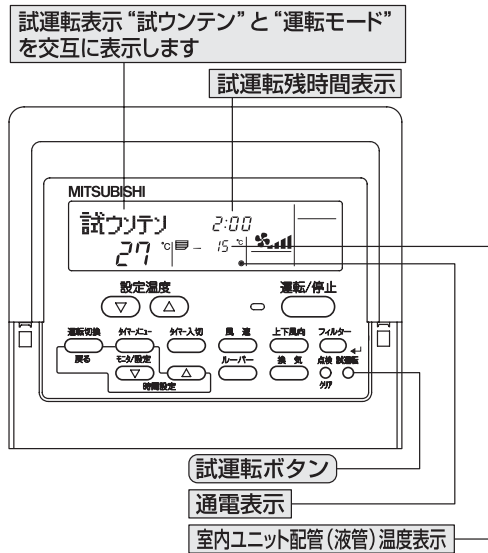 試運転表示“試ウンテン”と“運転モード”
を交互に表示します
試運転残時間表示
MITSUBISHI
試ウンテン 2:00
27 ℃ – 15 ℃
設定温度 運転/停止
▽ △
運転切換 タイマーメニュー タイマー入切 風速 上下風向 フィルター
戻る モニタ/設定 ルーバー 換気 点検 試運転
▽ △ クリア
時間設定
試運転ボタン
通電表示
室内ユニット配管(液管)温度表示